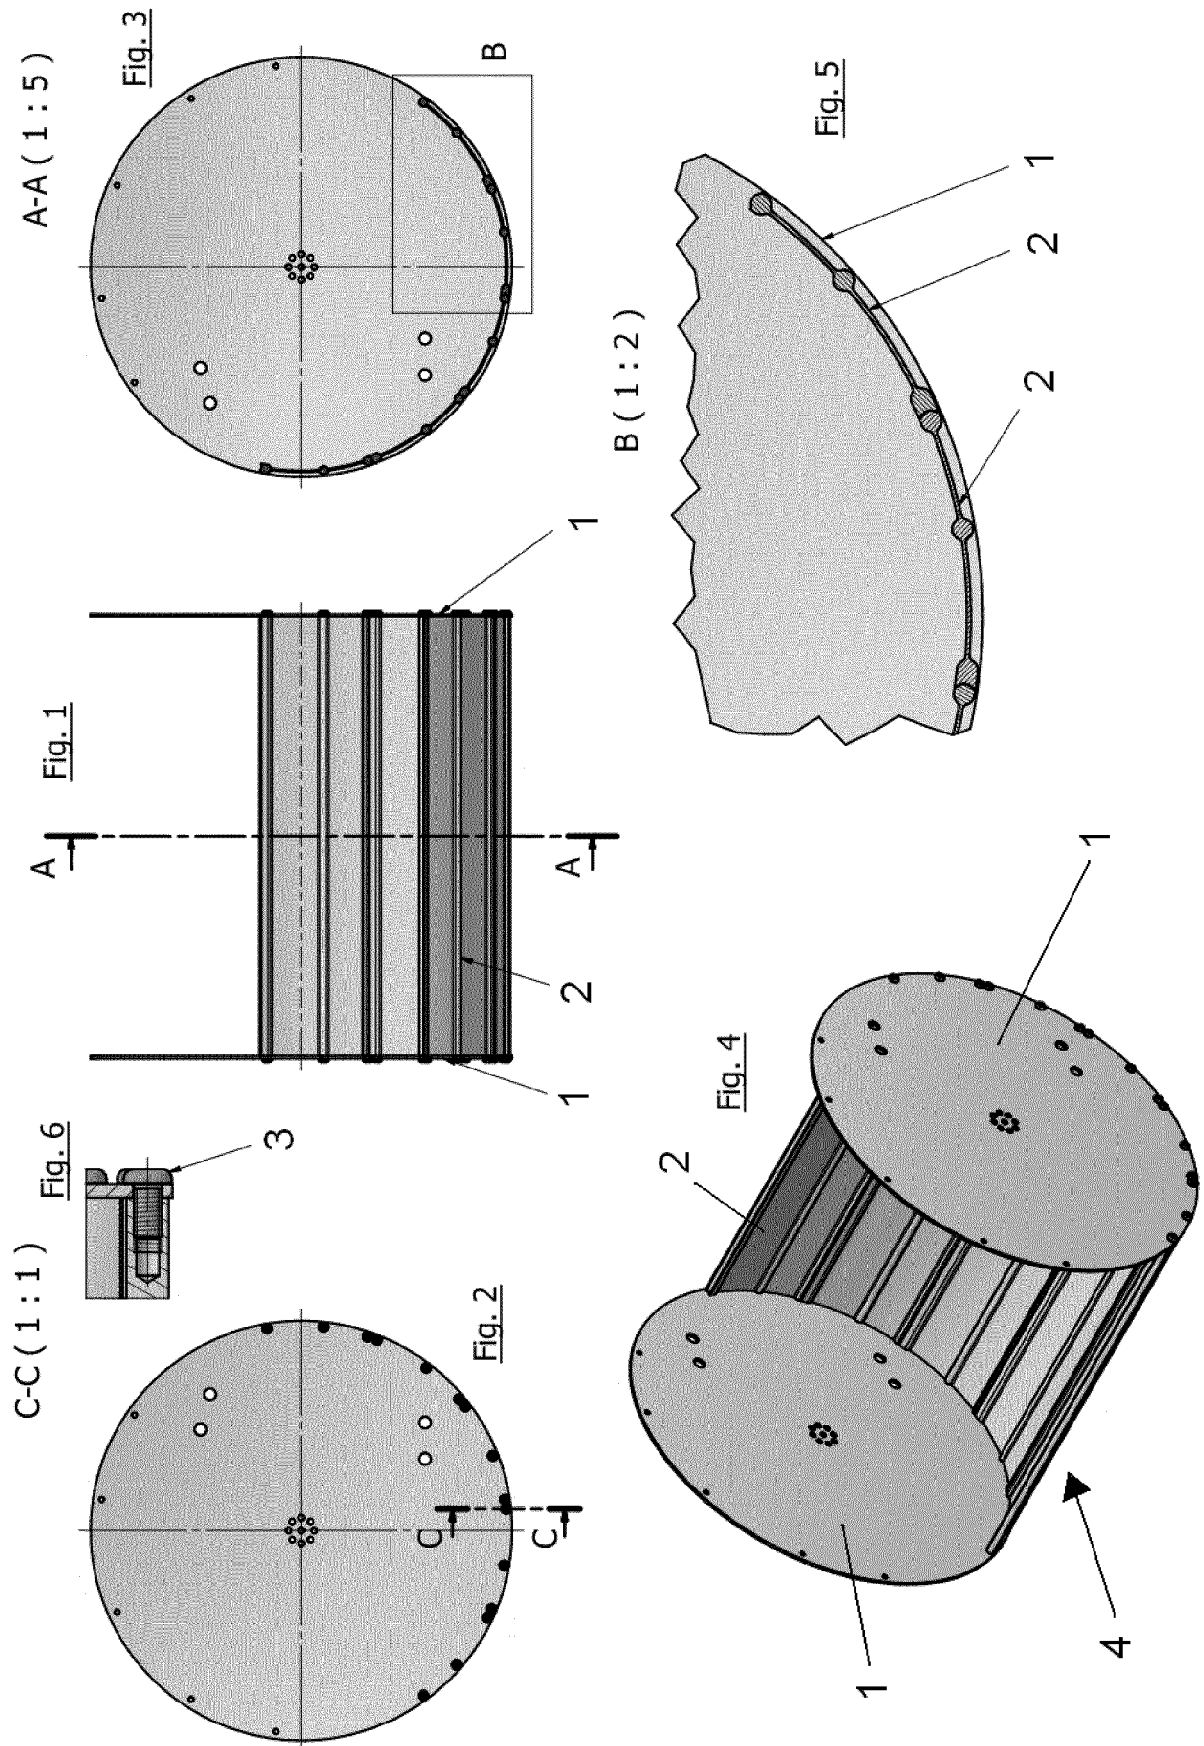 C-C ( 1 : 1 )
Fig. 6
3
Fig. 2
C
C
A
A
Fig. 1
1
2
1
A-A ( 1 : 5 )
Fig. 3
B
Fig. 4
2
1
1
4
B ( 1 : 2 )
Fig. 5
1
2
2